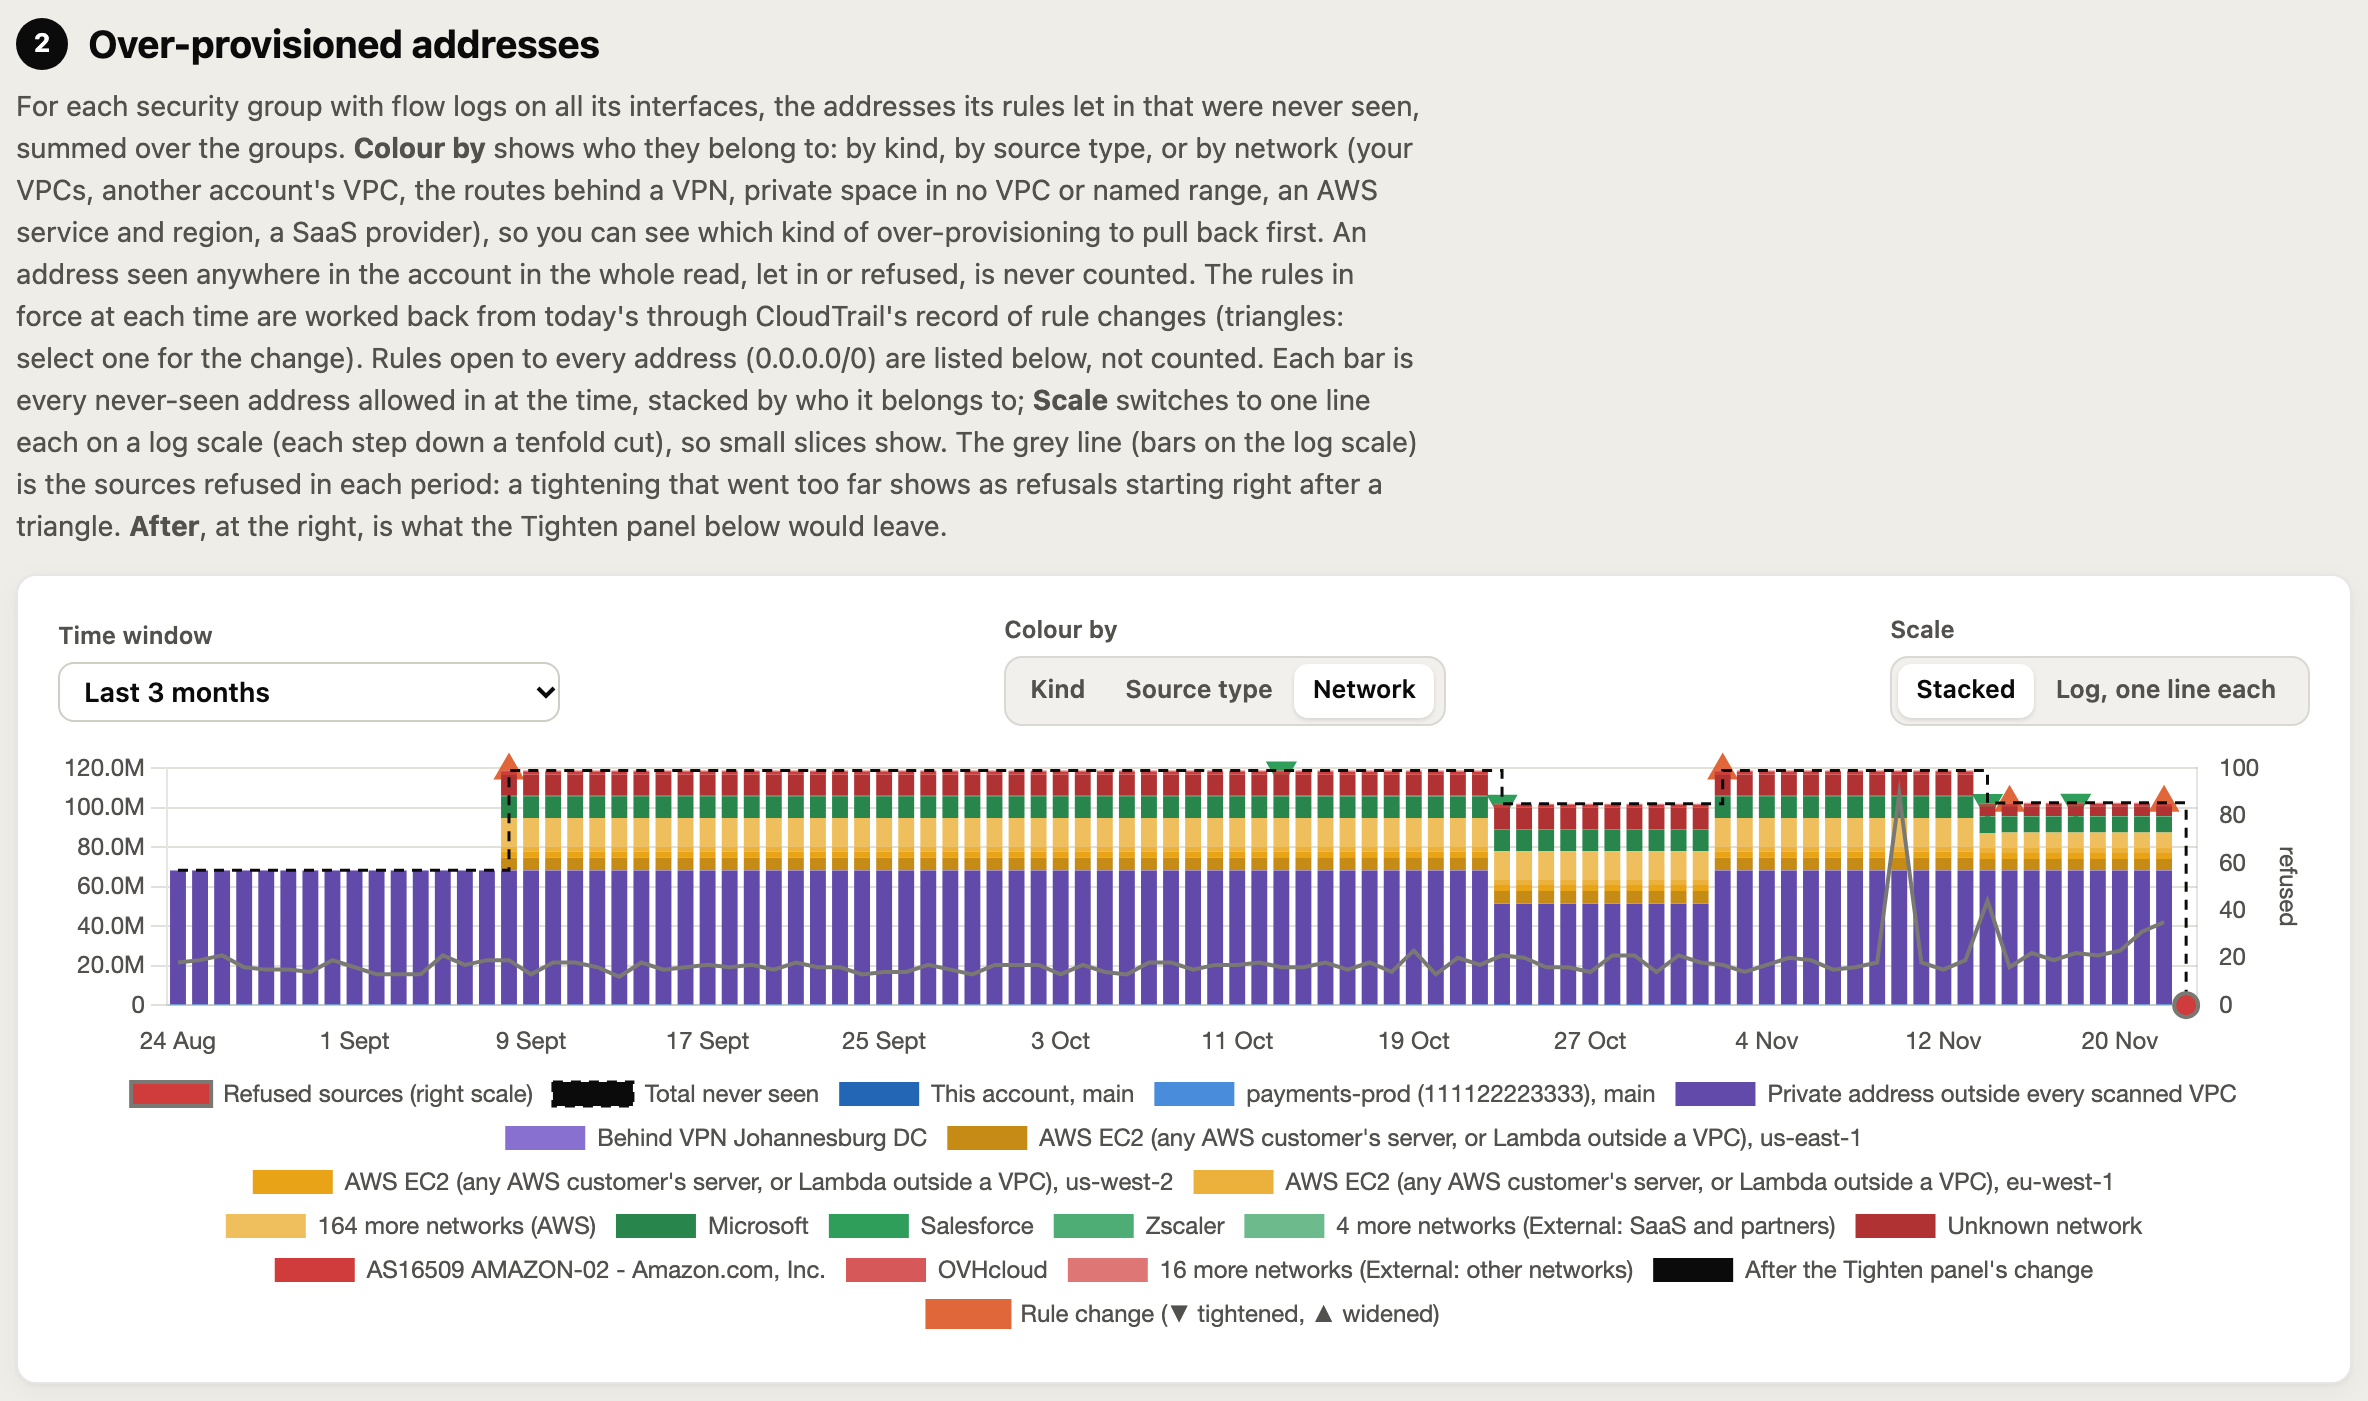 2 Over-provisioned addresses
For each security group with flow logs on all its interfaces, the addresses its rules let in that were never seen,
summed over the groups. Colour by shows who they belong to: by kind, by source type, or by network (your
VPCs, another account's VPC, the routes behind a VPN, private space in no VPC or named range, an AWS
service and region, a SaaS provider), so you can see which kind of over-provisioning to pull back first. An
address seen anywhere in the account in the whole read, let in or refused, is never counted. The rules in
force at each time are worked back from today's through CloudTrail's record of rule changes (triangles:
select one for the change). Rules open to every address (0.0.0.0/0) are listed below, not counted. Each bar is
every never-seen address allowed in at the time, stacked by who it belongs to; Scale switches to one line
each on a log scale (each step down a tenfold cut), so small slices show. The grey line (bars on the log scale)
is the sources refused in each period: a tightening that went too far shows as refusals starting right after a
triangle. After, at the right, is what the Tighten panel below would leave.
Time window
Last 3 months
Colour by
Kind Source type Network
Scale
Stacked Log, one line each
120.0M
100.0M
80.0M
60.0M
40.0M
20.0M
0
100
80
60
40
20
0
refused
24 Aug 1 Sept 9 Sept 17 Sept 25 Sept 3 Oct 11 Oct 19 Oct 27 Oct 4 Nov 12 Nov 20 Nov
Refused sources (right scale) Total never seen This account, main payments-prod (111122223333), main Private address outside every scanned VPC
Behind VPN Johannesburg DC AWS EC2 (any AWS customer's server, or Lambda outside a VPC), us-east-1
AWS EC2 (any AWS customer's server, or Lambda outside a VPC), us-west-2 AWS EC2 (any AWS customer's server, or Lambda outside a VPC), eu-west-1
164 more networks (AWS) Microsoft Salesforce Zscaler 4 more networks (External: SaaS and partners) Unknown network
AS16509 AMAZON-02 - Amazon.com, Inc. OVHcloud 16 more networks (External: other networks) After the Tighten panel's change
Rule change (▼ tightened, ▲ widened)